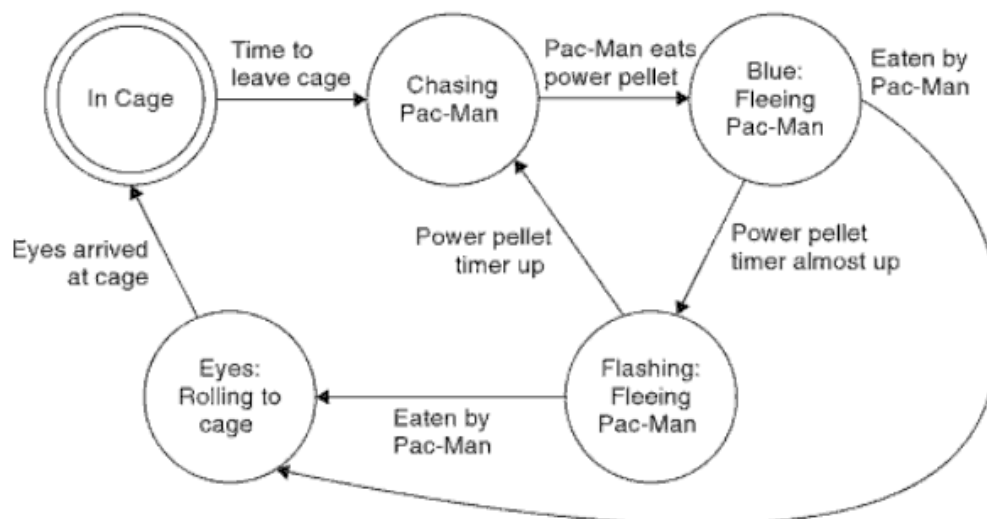 In Cage
Time to
leave cage
Chasing
Pac-Man
Pac-Man eats
power pellet
Blue:
Fleeing
Pac-Man
Eaten by
Pac-Man
Eyes arrived
at cage
Power pellet
timer up
Power pellet
timer almost up
Eyes:
Rolling to
cage
Eaten by
Pac-Man
Flashing:
Fleeing
Pac-Man